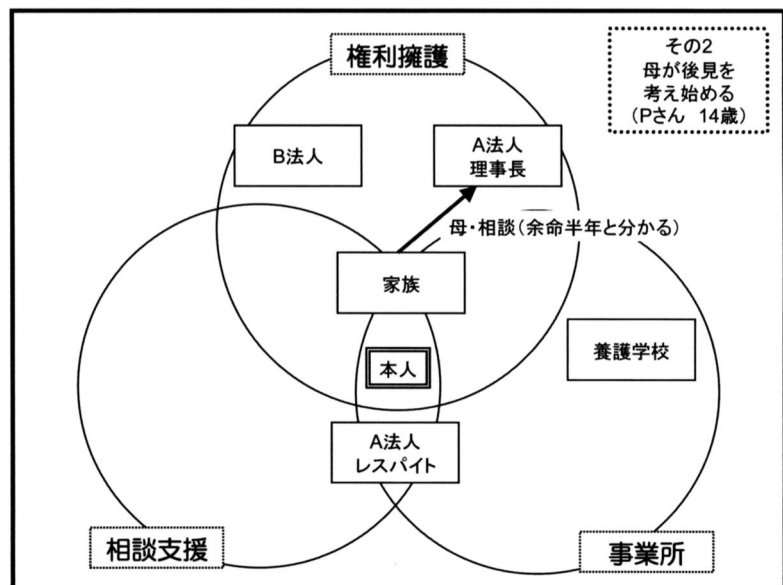 その2
母が後見を
考え始める
(Pさん 14歳)
権利擁護
B法人
A法人
理事長
母・相談(余命半年と分かる)
家族
養護学校
本人
A法人
レスパイト
相談支援
事業所